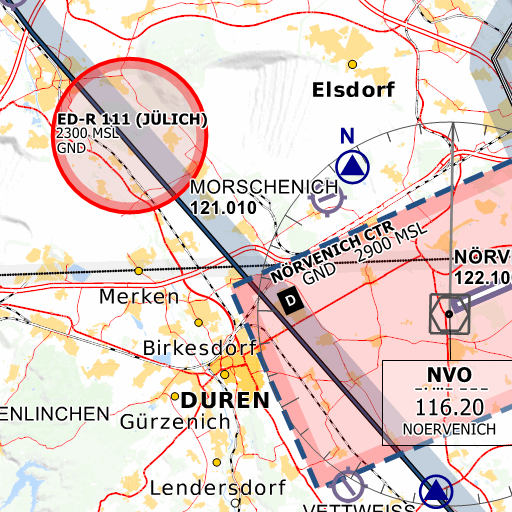 Elsdorf
ED-R 111 (JÜLICH)
2300 MSL
GND
N
MORSCHENICH
121.010
NÖRVENICH CTR
GND 2900 MSL
NÖRV
122.10
Merken
D
Birkesdorf
NVO
116.20
NOERVENICH
DUREN
ENLINCHEN
Gürzenich
Lendersdorf
VETTWEISS